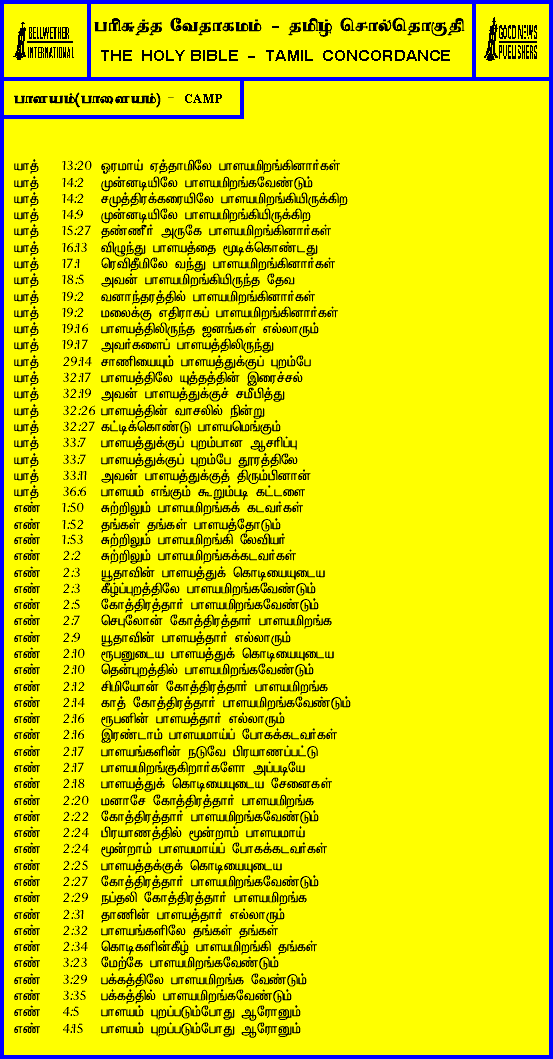 BELLWETHER
INTERNATIONAL
பரிசுத்த வேதாகமம் - தமிழ் சொல்தொகுதி
THE HOLY BIBLE - TAMIL CONCORDANCE
GOOD NEWS
PUBLISHERS
பாளயம்(பாளையம்) - CAMP
யாத் 13:20 ஓரமாய் ஏத்தாமிலே பாளயமிறங்கினார்கள்
யாத் 14:2 முன்னடியிலே பாளயமிறங்கவேண்டும்
யாத் 14:2 சமுத்திரக்கரையிலே பாளயமிறங்கியிருக்கிற
யாத் 14:9 முன்னடியிலே பாளயமிறங்கியிருக்கிற
யாத் 15:27 தண்ணீர் அருகே பாளயமிறங்கினார்கள்
யாத் 16:13 விழுந்து பாளயத்தை மூடிக்கொண்டது
யாத் 17:1 ரெவிதீமிலே வந்து பாளயமிறங்கினார்கள்
யாத் 18:5 அவன் பாளயமிறங்கியிருந்த தேவ
யாத் 19:2 வனாந்தரத்தில் பாளயமிறங்கினார்கள்
யாத் 19:2 மலைக்கு எதிராகப் பாளயமிறங்கினார்கள்
யாத் 19:16 பாளயத்திலிருந்த ஜனங்கள் எல்லாரும்
யாத் 19:17 அவர்களைப் பாளயத்திலிருந்து
யாத் 29:14 சாணியையும் பாளயத்துக்குப் புறம்பே
யாத் 32:17 பாளயத்திலே யுத்தத்தின் இரைச்சல்
யாத் 32:19 அவன் பாளயத்துக்குச் சமீபித்து
யாத் 32:26 பாளயத்தின் வாசலில் நின்று
யாத் 32:27 கட்டிக்கொண்டு பாளயமெங்கும்
யாத் 33:7 பாளயத்துக்குப் புறம்பான ஆசரிப்பு
யாத் 33:7 பாளயத்துக்குப் புறம்பே தூரத்திலே
யாத் 33:11 அவன் பாளயத்துக்குத் திரும்பினான்
யாத் 36:6 பாளயம் எங்கும் கூறும்படி கட்டளை
எண் 1:50 சுற்றிலும் பாளயமிறங்கக் கடவர்கள்
எண் 1:52 தங்கள் தங்கள் பாளயத்தோடும்
எண் 1:53 சுற்றிலும் பாளயமிறங்கி லேவியர்
எண் 2:2 சுற்றிலும் பாளயமிறங்கக்கடவர்கள்
எண் 2:3 யூதாவின் பாளயத்துக் கொடியையுடைய
எண் 2:3 கீழ்ப்புறத்திலே பாளயமிறங்கவேண்டும்
எண் 2:5 கோத்திரத்தார் பாளயமிறங்கவேண்டும்
எண் 2:7 செபுலோன் கோத்திரத்தார் பாளயமிறங்க
எண் 2:9 யூதாவின் பாளயத்தார் எல்லாரும்
எண் 2:10 ரூபனுடைய பாளயத்துக் கொடியையுடைய
எண் 2:10 தென்புறத்தில் பாளயமிறங்கவேண்டும்
எண் 2:12 சிமியோன் கோத்திரத்தார் பாளயமிறங்க
எண் 2:14 காத் கோத்திரத்தார் பாளயமிறங்கவேண்டும்
எண் 2:16 ரூபனின் பாளயத்தார் எல்லாரும்
எண் 2:16 இரண்டாம் பாளயமாய்ப் போகக்கடவர்கள்
எண் 2:17 பாளயங்களின் நடுவே பிரயாணப்பட்டு
எண் 2:17 பாளயமிறங்குகிறார்களோ அப்படியே
எண் 2:18 பாளயத்துக் கொடியையுடைய சேனைகள்
எண் 2:20 மனாசே கோத்திரத்தார் பாளயமிறங்க
எண் 2:22 கோத்திரத்தார் பாளயமிறங்கவேண்டும்
எண் 2:24 பிரயாணத்தில் மூன்றாம் பாளயமாய்
எண் 2:24 மூன்றாம் பாளயமாய்ப் போகக்கடவர்கள்
எண் 2:25 பாளயத்தக்குக் கொடியையுடைய
எண் 2:27 கோத்திரத்தார் பாளயமிறங்கவேண்டும்
எண் 2:29 நப்தலி கோத்திரத்தார் பாளயமிறங்க
எண் 2:31 தாணின் பாளயத்தார் எல்லாரும்
எண் 2:32 பாளயங்களிலே தங்கள் தங்கள்
எண் 2:34 கொடிகளின்கீழ் பாளயமிறங்கி தங்கள்
எண் 3:23 மேற்கே பாளயமிறங்கவேண்டும்
எண் 3:29 பக்கத்திலே பாளயமிறங்க வேண்டும்
எண் 3:35 பக்கத்தில் பாளயமிறங்கவேண்டும்
எண் 4:5 பாளயம் புறப்படும்போது ஆரோனும்
எண் 4:15 பாளயம் புறப்படும்போது ஆரோனும்